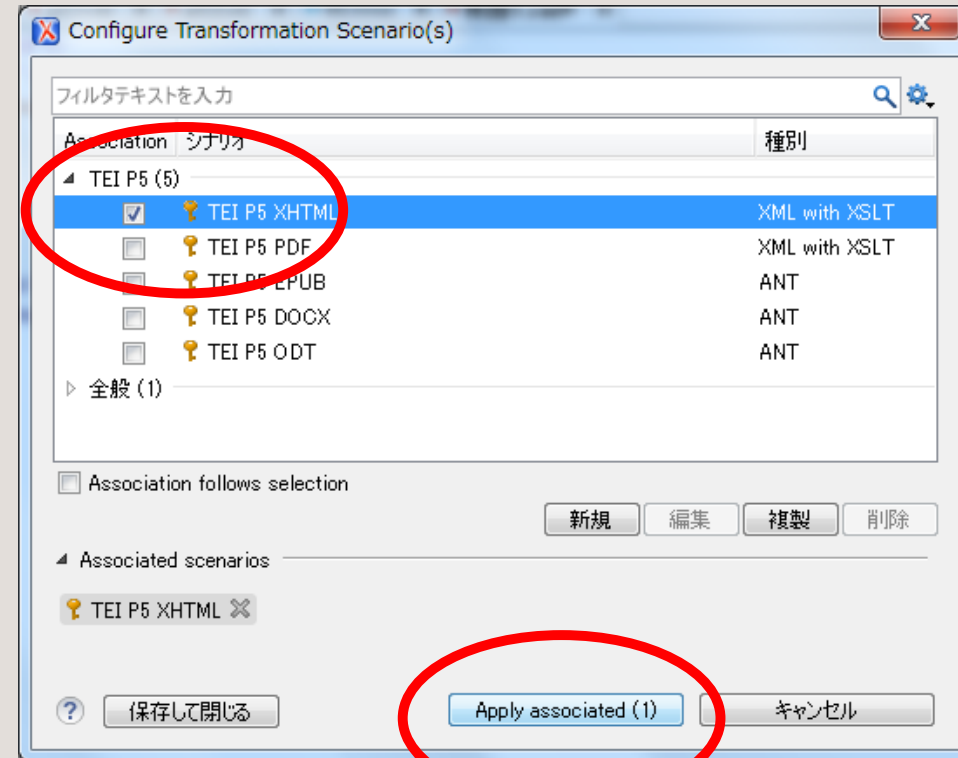 Configure Transformation Scenario(s)
フィルタテキストを入力
Association シナリオ 種別
TEI P5 (5)
TEI P5 XHTML XML with XSLT
TEI P5 PDF XML with XSLT
TEI P5 EPUB ANT
TEI P5 DOCX ANT
TEI P5 ODT ANT
全般 (1)
Association follows selection
新規 編集 複製 削除
Associated scenarios
TEI P5 XHTML
? 保存して閉じる Apply associated (1) キャンセル